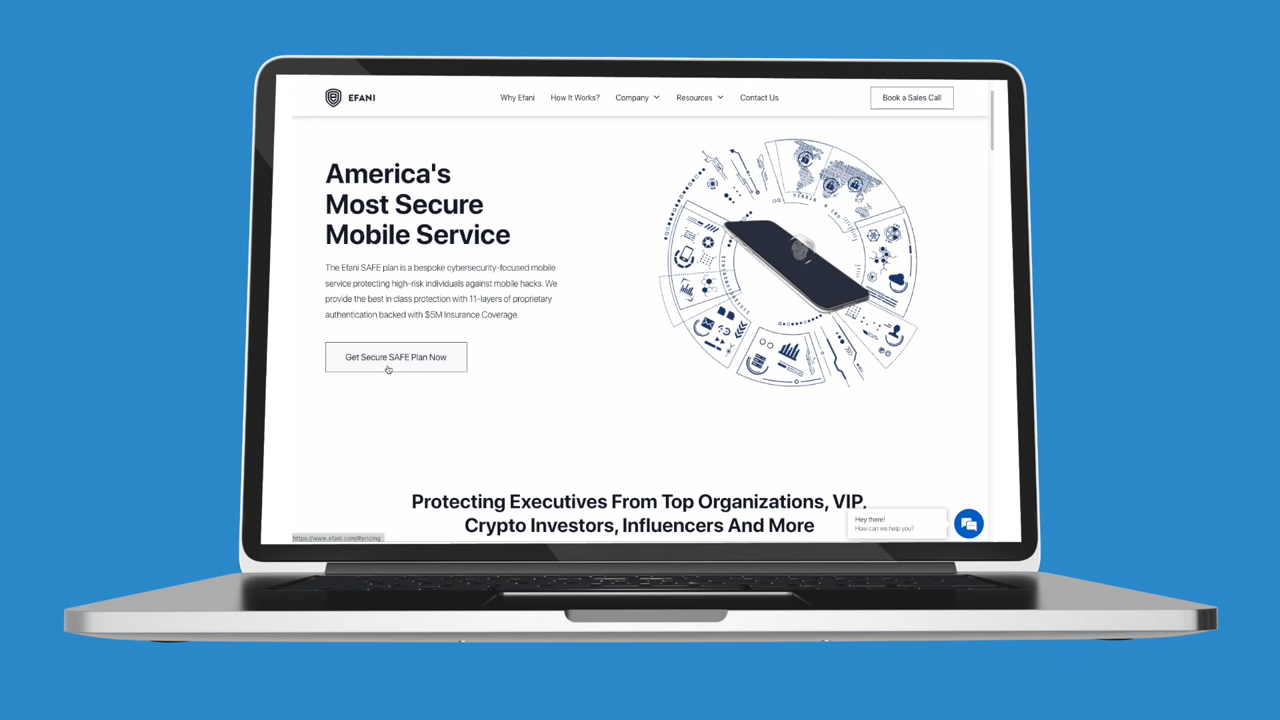 EFANI
Why Efani
How It Works?
Company
Resources
Contact Us
Book a Sales Call
America's
Most Secure
Mobile Service
The Efani SAFE plan is a bespoke cybersecurity-focused mobile
service protecting high-risk individuals against mobile hacks. We
provide the best in class protection with 11-layers of proprietary
authentication backed with $5M Insurance Coverage.
Get Secure SAFE Plan Now
Protecting Executives From Top Organizations, VIP,
Crypto Investors, Influencers And More
Hey there!
How can we help you?
https://www.efani.com/#pricing